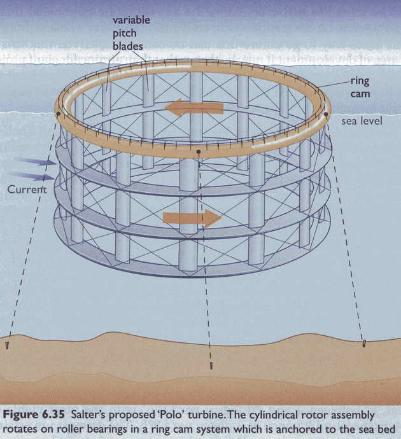 variable
pitch
blades
ring
cam
sea level
Current
Figure 6.35 Salter's proposed 'Polo' turbine. The cylindrical rotor assembly
rotates on roller bearings in a ring cam system which is anchored to the sea bed